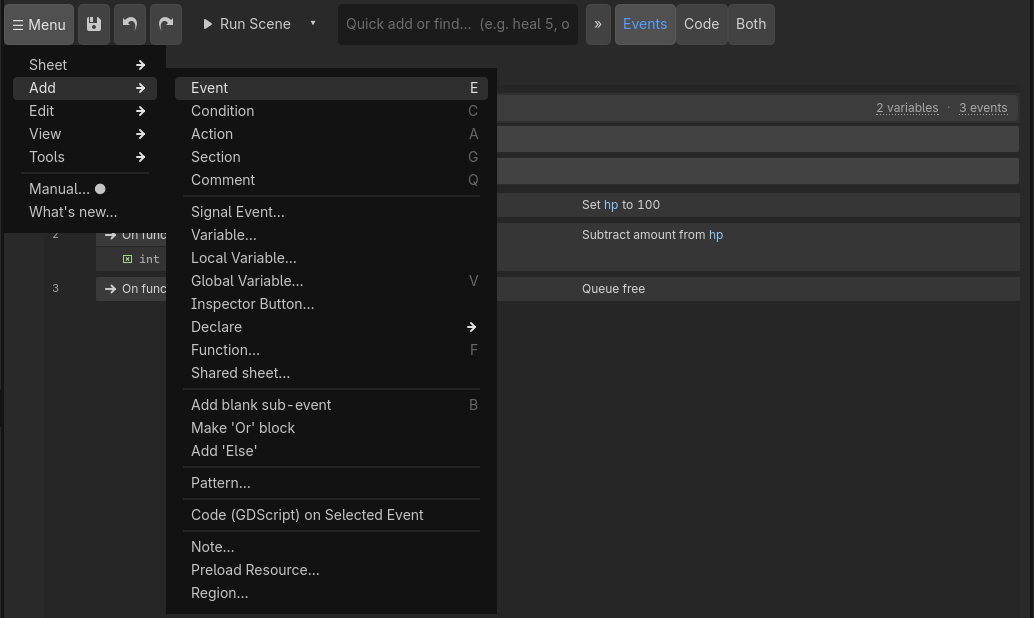 ☰ Menu
Run Scene
Quick add or find... (e.g. heal 5, o
»
Events
Code
Both
Sheet
Add
Edit
View
Tools
Manual...
What's new...
Event E
Condition C
Action A
Section G
Comment Q
Signal Event...
Variable...
Local Variable...
Global Variable... V
Inspector Button...
Declare
Function... F
Shared sheet...
Add blank sub-event B
Make 'Or' block
Add 'Else'
Pattern...
Code (GDScript) on Selected Event
Note...
Preload Resource...
Region...
2 variables · 3 events
Set hp to 100
2 On func
Subtract amount from hp
int
3 On func
Queue free